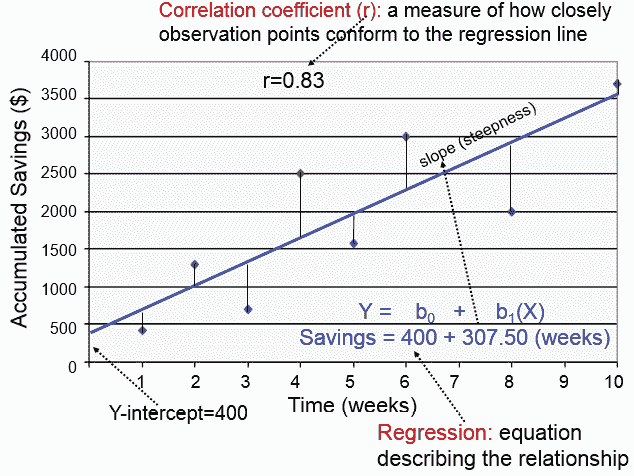 Correlation coefficient (r): a measure of how closely
observation points conform to the regression line
r=0.83
Accumulated Savings ($)
4000
3500
3000
2500
2000
1500
1000
500
0
slope (steepness)
Y = b₀ + b₁(X)
Savings = 400 + 307.50 (weeks)
1 2 3 4 5 6 7 8 9 10
Time (weeks)
Y-intercept=400
Regression: equation
describing the relationship